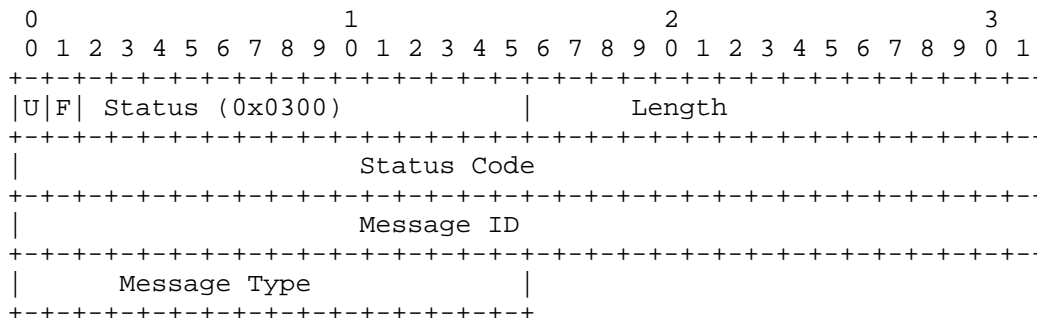 0                   1                   2                   3
 0 1 2 3 4 5 6 7 8 9 0 1 2 3 4 5 6 7 8 9 0 1 2 3 4 5 6 7 8 9 0 1
+-+-+-+-+-+-+-+-+-+-+-+-+-+-+-+-+-+-+-+-+-+-+-+-+-+-+-+-+-+-+-+--
|U|F| Status (0x0300)           |      Length
+-+-+-+-+-+-+-+-+-+-+-+-+-+-+-+-+-+-+-+-+-+-+-+-+-+-+-+-+-+-+-+--
|                     Status Code
+-+-+-+-+-+-+-+-+-+-+-+-+-+-+-+-+-+-+-+-+-+-+-+-+-+-+-+-+-+-+-+--
|                     Message ID
+-+-+-+-+-+-+-+-+-+-+-+-+-+-+-+-+-+-+-+-+-+-+-+-+-+-+-+-+-+-+-+--
|      Message Type             |
+-+-+-+-+-+-+-+-+-+-+-+-+-+-+-+-+